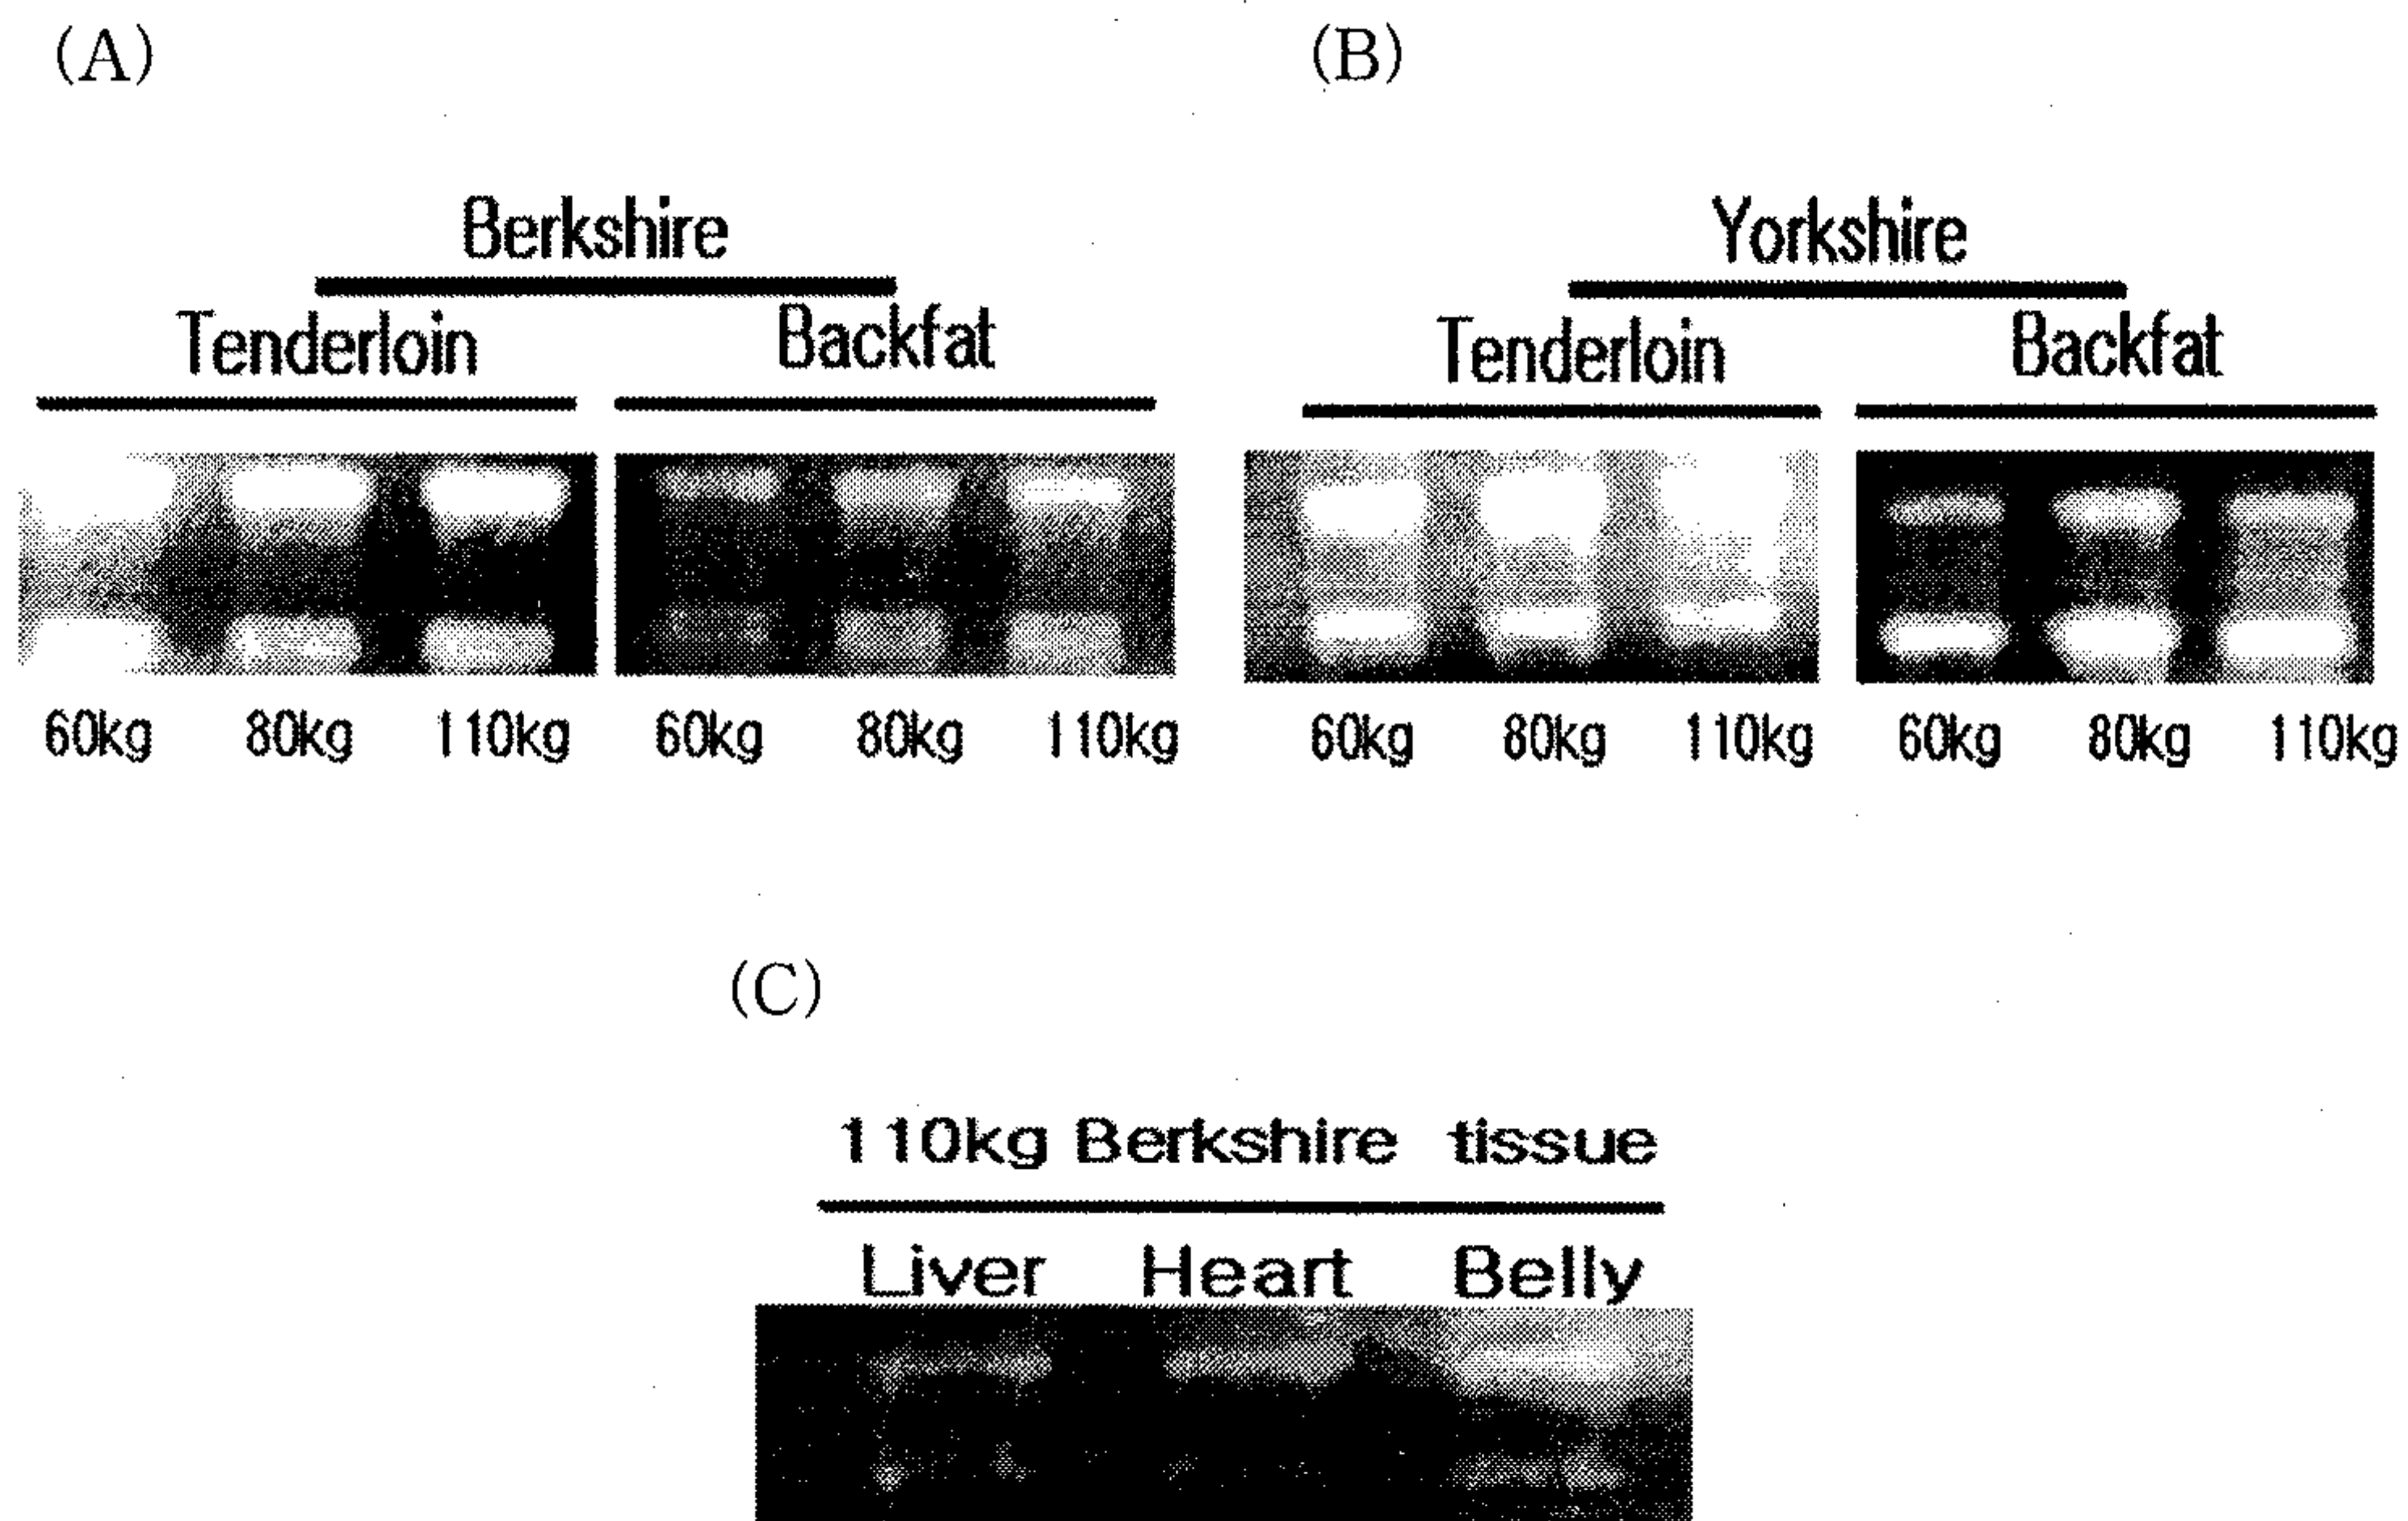 (A)
Berkshire
Tenderloin Backfat
60kg 80kg 110kg 60kg 80kg 110kg
(B)
Yorkshire
Tenderloin Backfat
60kg 80kg 110kg 60kg 80kg 110kg
(C)
110kg Berkshire tissue
Liver Heart Belly